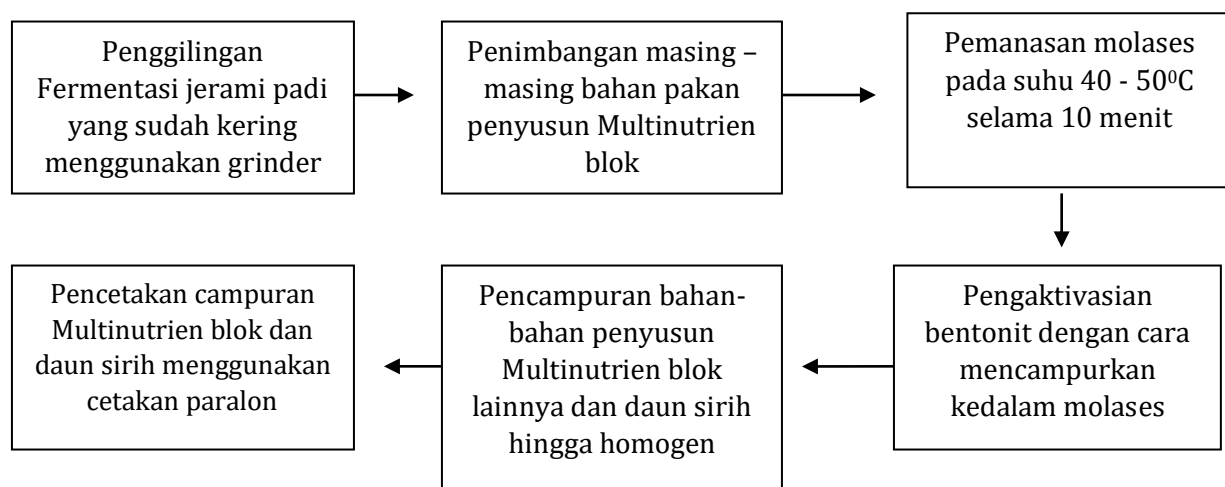 Penggilingan
Fermentasi jerami padi
yang sudah kering
menggunakan grinder
Penimbangan masing –
masing bahan pakan
penyusun Multinutrien
blok
Pemanasan molases
pada suhu 40 - 50⁰C
selama 10 menit
Pengaktivasian
bentonit dengan cara
mencampurkan
kedalam molases
Pencampuran bahan-
bahan penyusun
Multinutrien blok
lainnya dan daun sirih
hingga homogen
Pencetakan campuran
Multinutrien blok dan
daun sirih menggunakan
cetakan paralon